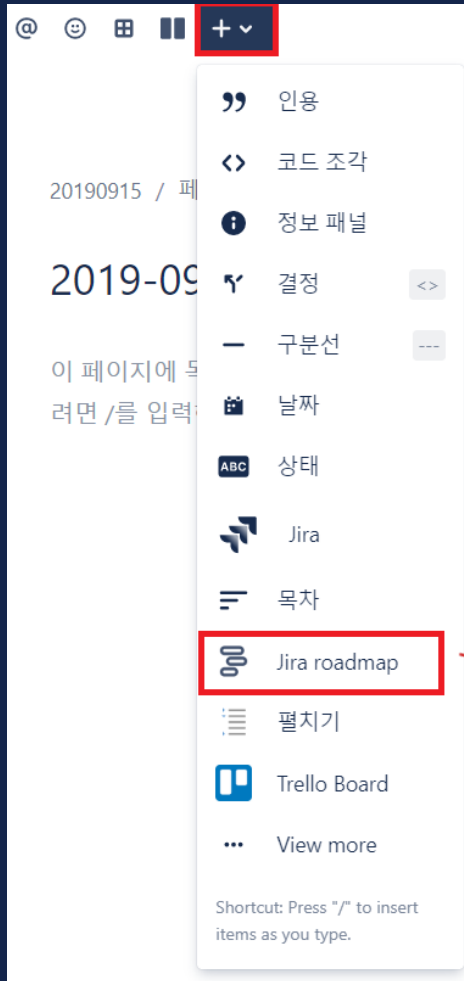 @
+
20190915 / 페
2019-09
이 페이지에
려면 /를 입력
인용
코드 조각
정보 패널
결정 <>
구분선 ---
날짜
ABC 상태
Jira
목차
Jira roadmap
펼치기
Trello Board
View more
Shortcut: Press "/" to insert
items as you type.